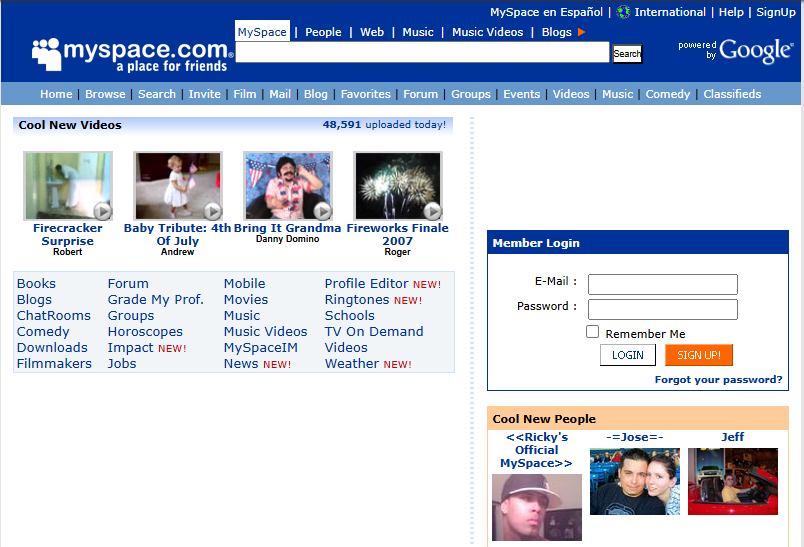 MySpace en Español | International | Help | SignUp
MySpace | People | Web | Music | Music Videos | Blogs
myspace.com®
a place for friends
Search
powered by Google™
Home | Browse | Search | Invite | Film | Mail | Blog | Favorites | Forum | Groups | Events | Videos | Music | Comedy | Classifieds
Cool New Videos 48,591 uploaded today!
Firecracker Surprise
Robert
Baby Tribute: 4th Of July
Andrew
Bring It Grandma
Danny Domino
Fireworks Finale 2007
Roger
Books Forum Mobile Profile Editor NEW!
Blogs Grade My Prof. Movies Ringtones NEW!
ChatRooms Groups Music Schools
Comedy Horoscopes Music Videos TV On Demand
Downloads Impact NEW! MySpaceIM Videos
Filmmakers Jobs News NEW! Weather NEW!
Member Login
E-Mail :
Password :
Remember Me
LOGIN SIGN UP!
Forgot your password?
Cool New People
<<Ricky's Official MySpace>>
-=Jose=-
Jeff